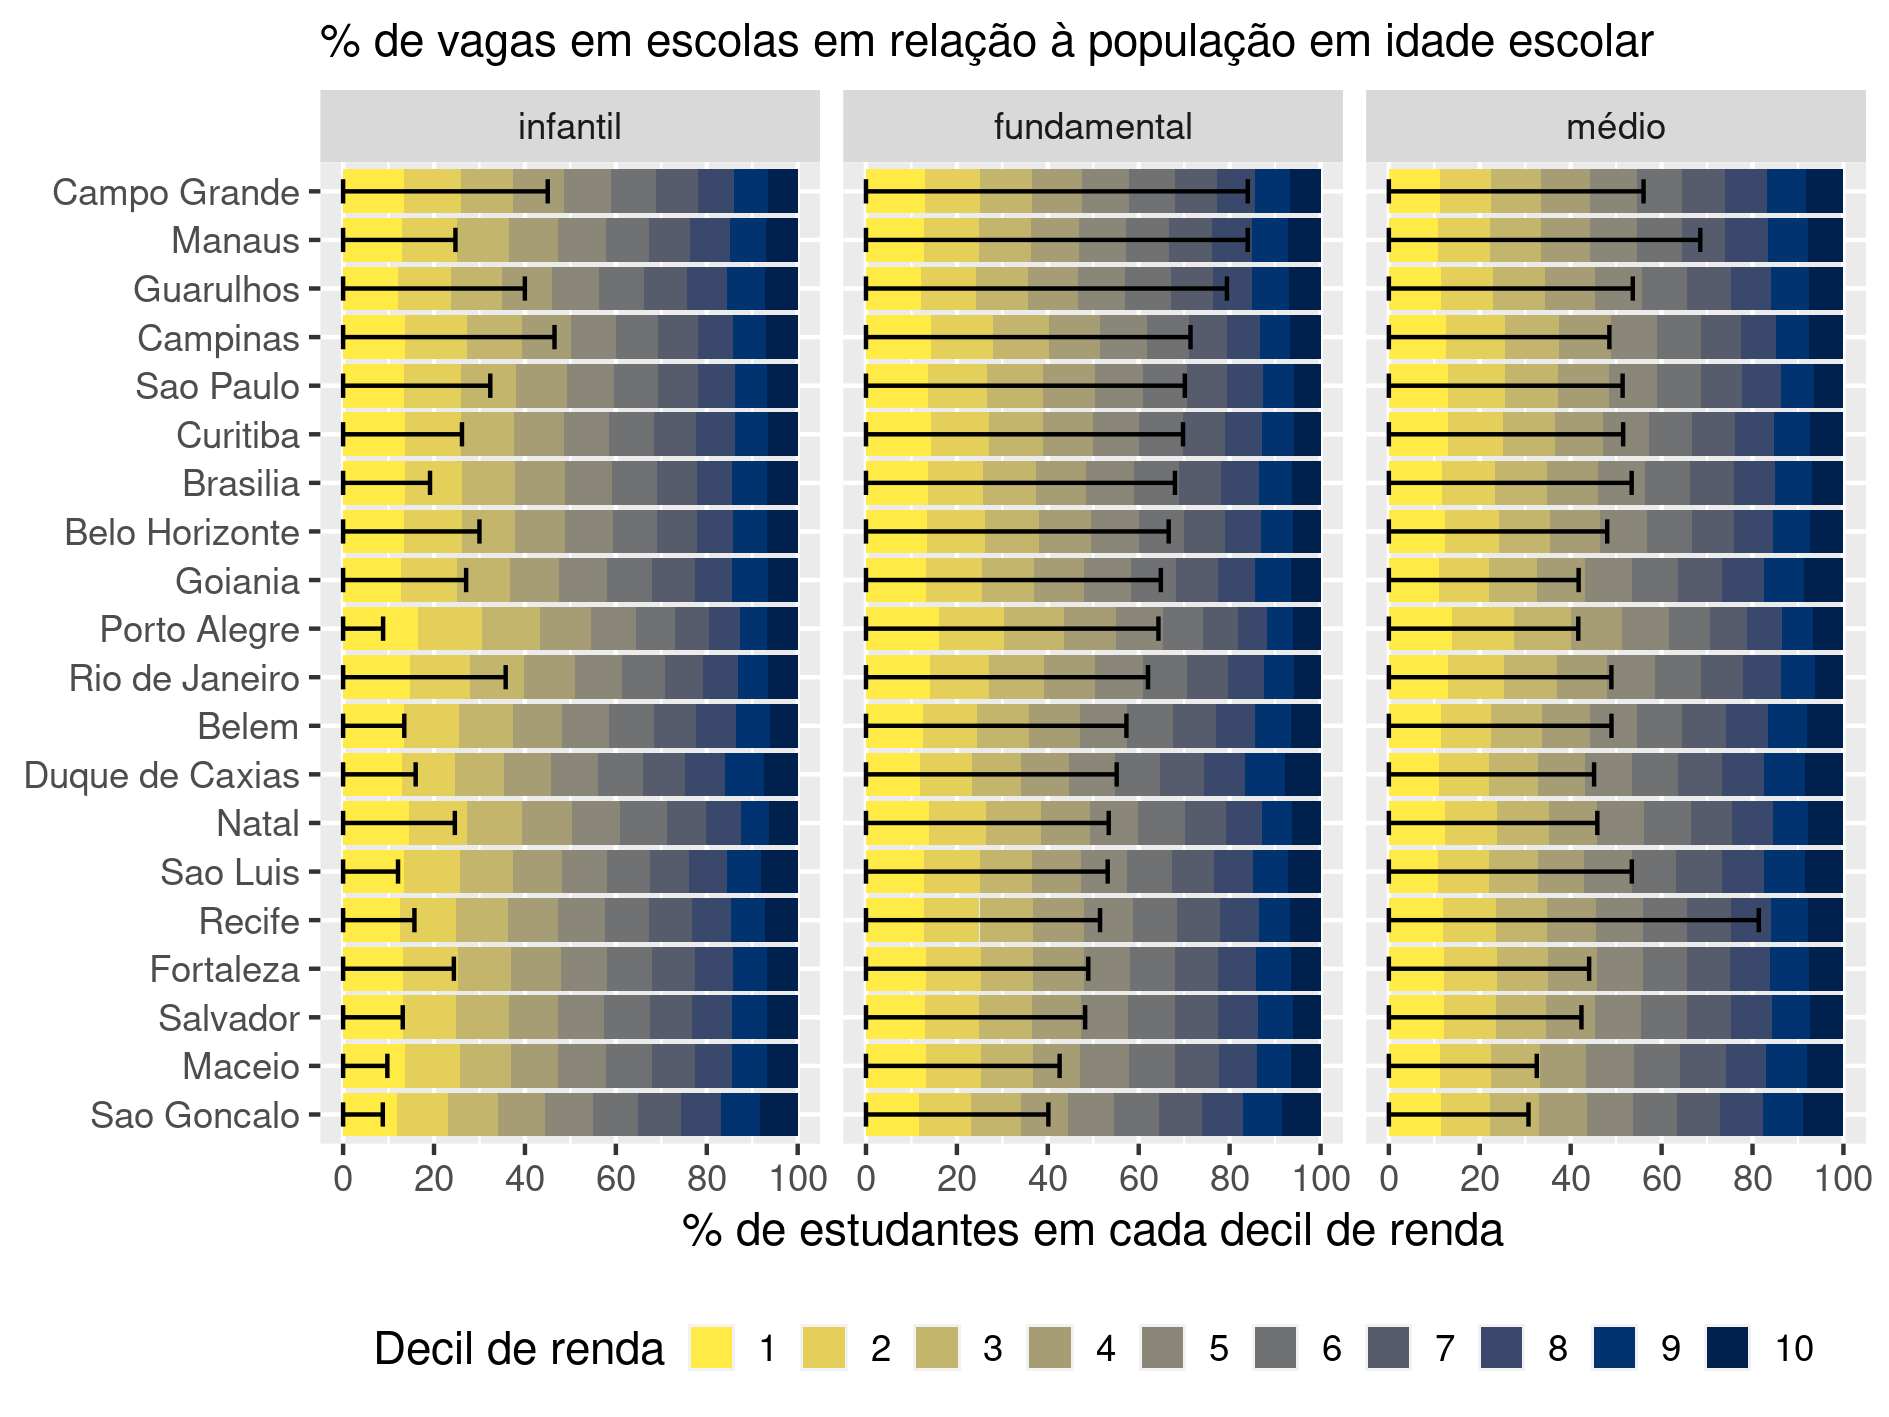 % de vagas em escolas em relação à população em idade escolar
infantil fundamental médio
Campo Grande
Manaus
Guarulhos
Campinas
Sao Paulo
Curitiba
Brasilia
Belo Horizonte
Goiania
Porto Alegre
Rio de Janeiro
Belem
Duque de Caxias
Natal
Sao Luis
Recife
Fortaleza
Salvador
Maceio
Sao Goncalo
0 20 40 60 80 100 0 20 40 60 80 100 0 20 40 60 80 100
% de estudantes em cada decil de renda
Decil de renda 1 2 3 4 5 6 7 8 9 10